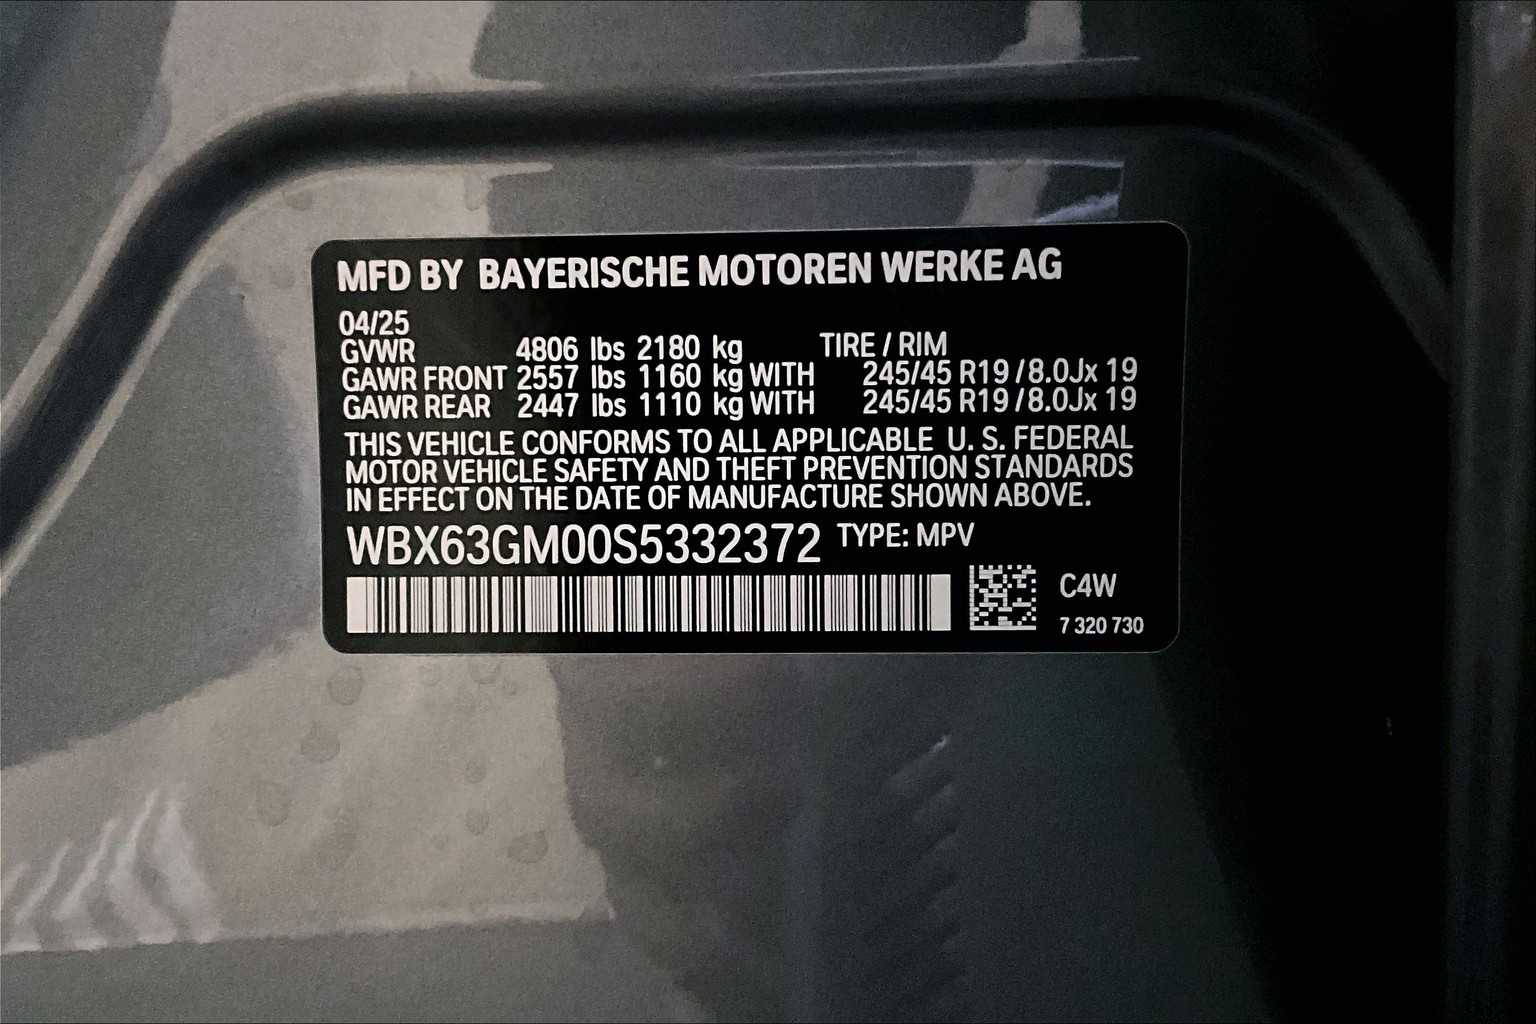 MFD BY BAYERISCHE MOTOREN WERKE AG
04/25
GVWR 4806 lbs 2180 kg TIRE / RIM
GAWR FRONT 2557 lbs 1160 kg WITH 245/45 R19 / 8.0Jx 19
GAWR REAR 2447 lbs 1110 kg WITH 245/45 R19 / 8.0Jx 19
THIS VEHICLE CONFORMS TO ALL APPLICABLE U. S. FEDERAL
MOTOR VEHICLE SAFETY AND THEFT PREVENTION STANDARDS
IN EFFECT ON THE DATE OF MANUFACTURE SHOWN ABOVE.
WBX63GM00S5332372 TYPE: MPV
C4W
7 320 730